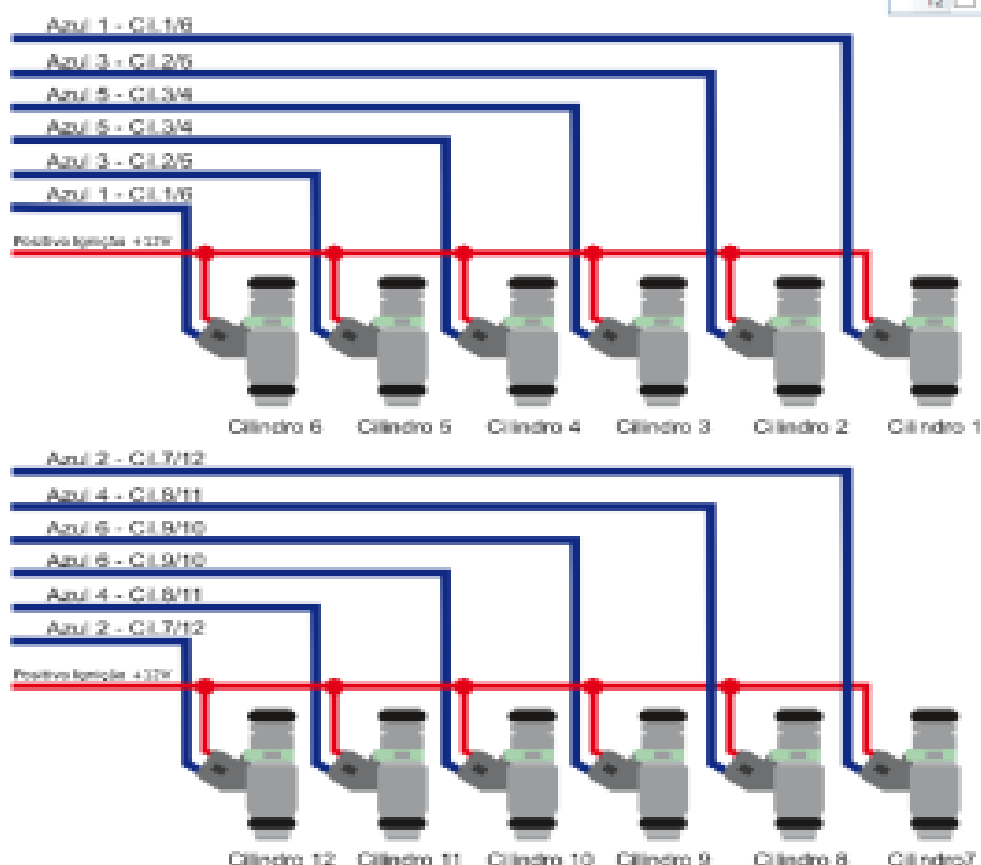 12
Azul 1 - Cil.1/6
Azul 3 - Cil.2/5
Azul 5 - Cil.3/4
Azul 5 - Cil.3/4
Azul 3 - Cil.2/5
Azul 1 - Cil.1/6
Positivo Ignição +12V
Cilindro 6 Cilindro 5 Cilindro 4 Cilindro 3 Cilindro 2 Cilindro 1
Azul 2 - Cil.7/12
Azul 4 - Cil.8/11
Azul 6 - Cil.9/10
Azul 6 - Cil.9/10
Azul 4 - Cil.8/11
Azul 2 - Cil.7/12
Positivo Ignição +12V
Cilindro 12 Cilindro 11 Cilindro 10 Cilindro 9 Cilindro 8 Cilindro7